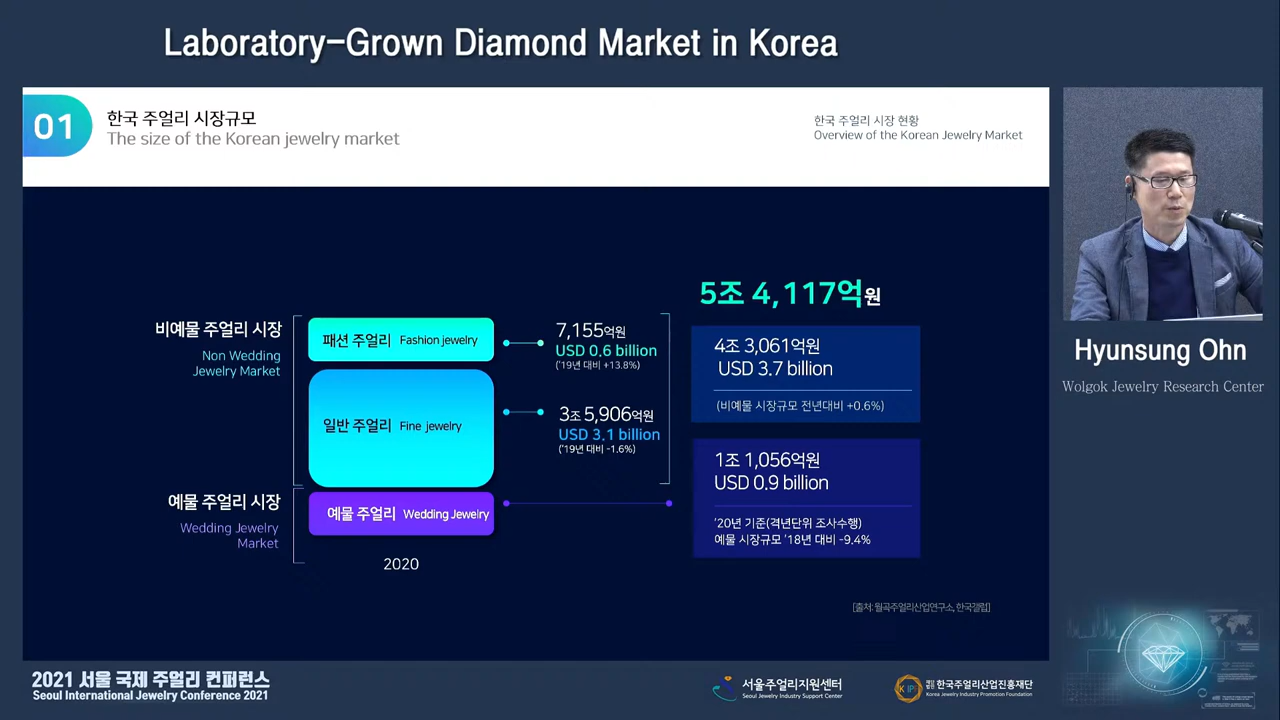 Laboratory-Grown Diamond Market in Korea
01
한국 주얼리 시장규모
The size of the Korean jewelry market
한국 주얼리 시장 현황
Overview of the Korean Jewelry Market
5조 4,117억원
비예물 주얼리 시장
Non Wedding
Jewelry Market
패션 주얼리 Fashion jewelry
7,155억원
USD 0.6 billion
('19년 대비 +13.8%)
일반 주얼리 Fine jewelry
3조 5,906억원
USD 3.1 billion
('19년 대비 -1.6%)
4조 3,061억원
USD 3.7 billion
(비예물 시장규모 전년대비 +0.6%)
예물 주얼리 시장
Wedding Jewelry
Market
예물 주얼리 Wedding Jewelry
1조 1,056억원
USD 0.9 billion
'20년 기준(격년단위 조사수행)
예물 시장규모 '18년 대비 -9.4%
2020
[출처: 월곡주얼리산업연구소, 한국갤럽]
Hyunsung Ohn
Wolgok Jewelry Research Center
2021 서울 국제 주얼리 컨퍼런스
Seoul International Jewelry Conference 2021
서울주얼리지원센터
Seoul Jewelry Industry Support Center
재단법인 한국주얼리산업진흥재단
Korea Jewelry Industry Promotion Foundation